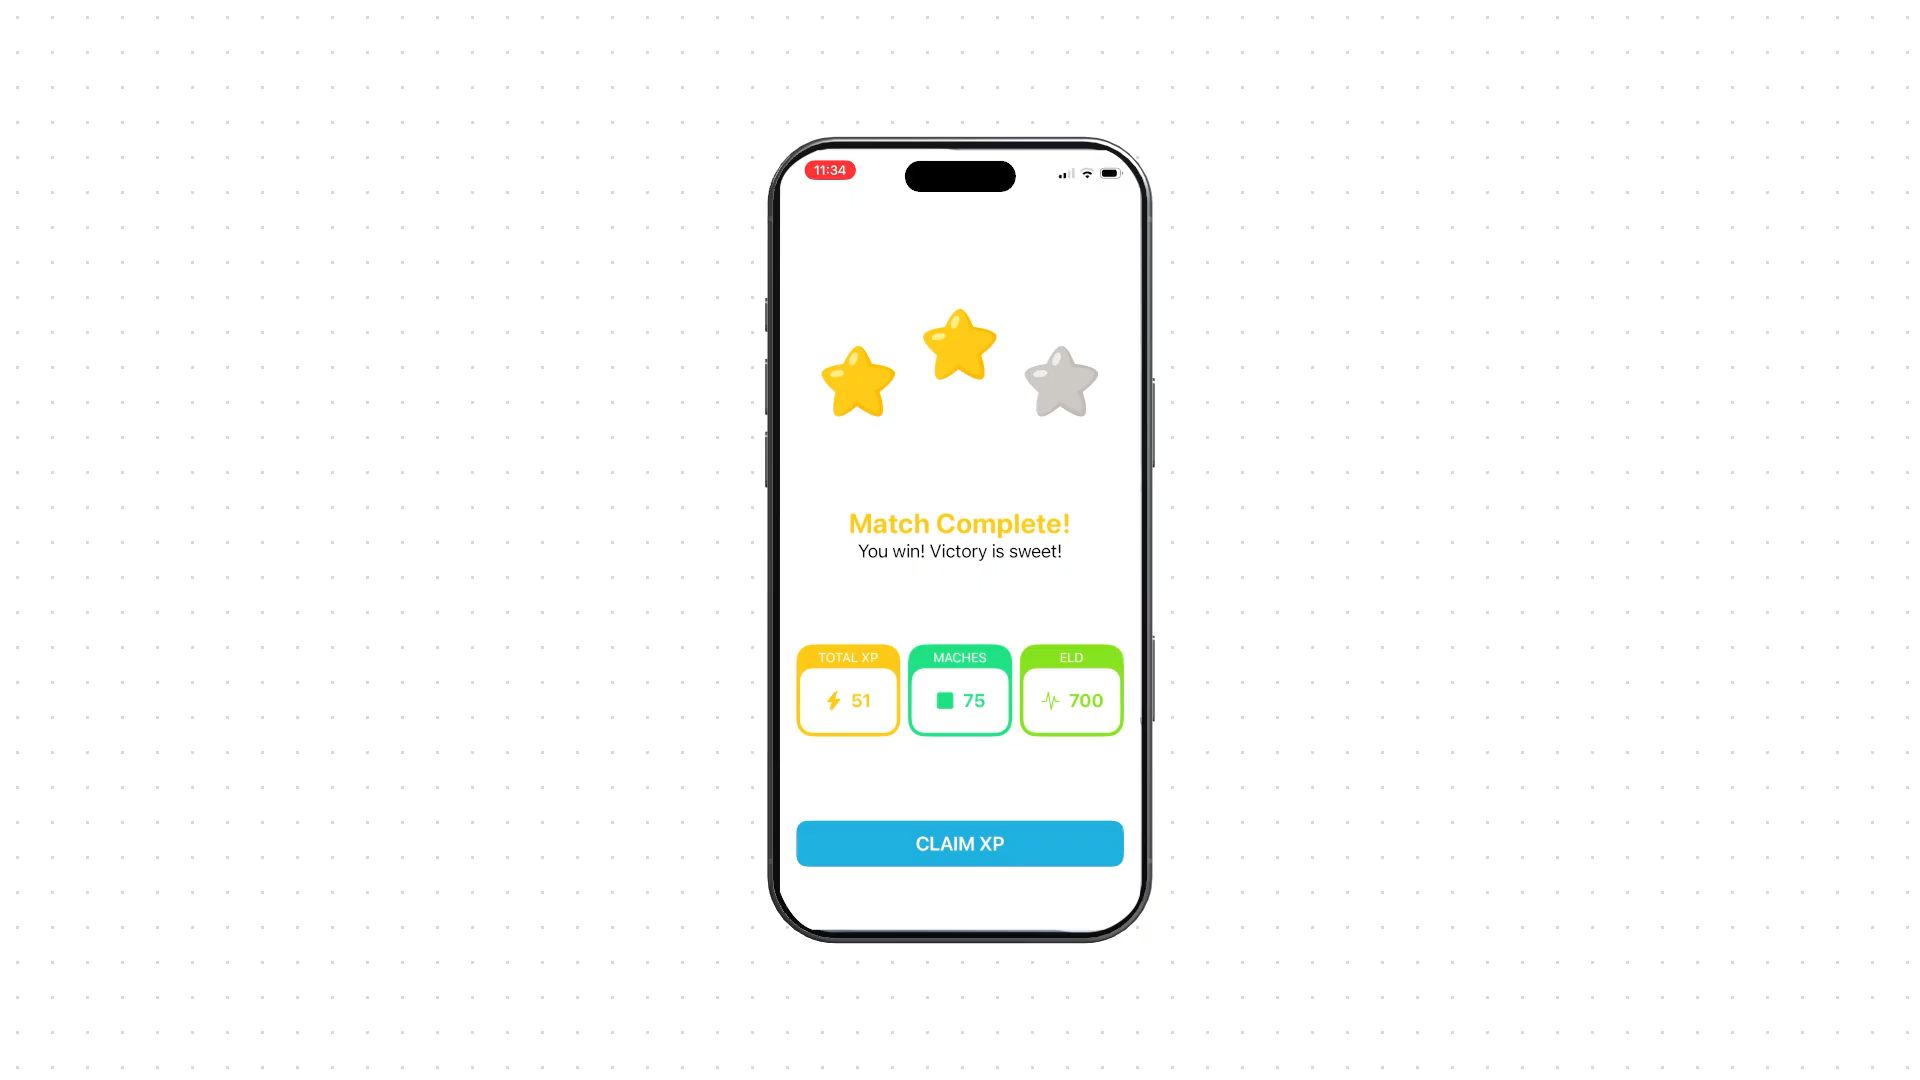 11:34
Match Complete!
You win! Victory is sweet!
TOTAL XP
51
MACHES
75
ELD
700
CLAIM XP